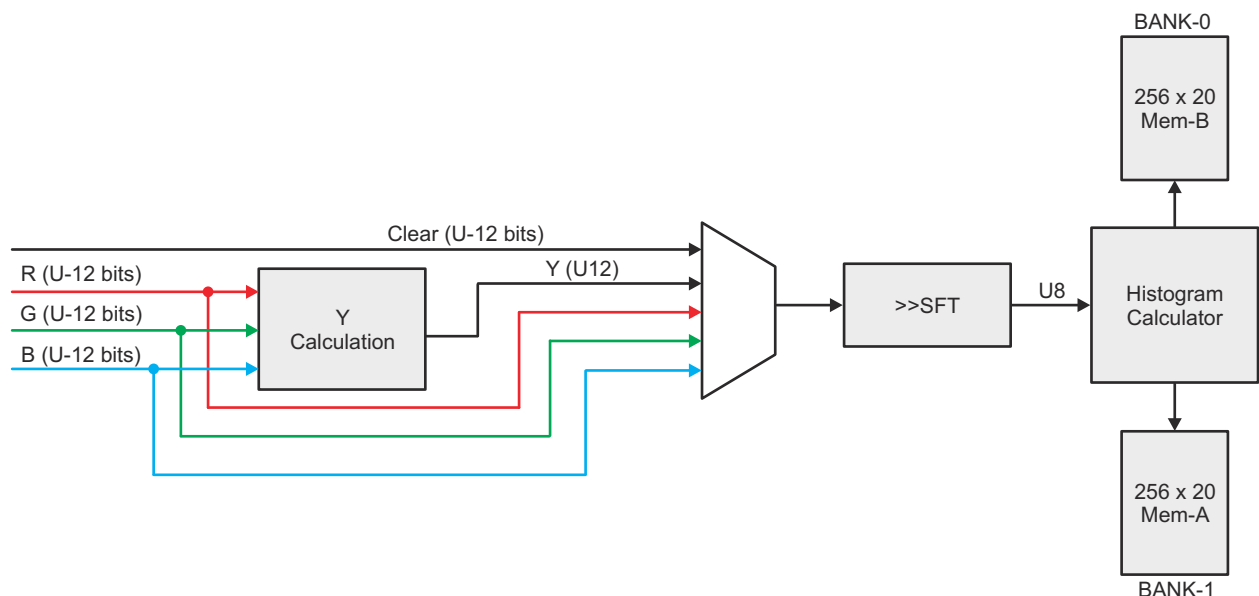 BANK-0
256 x 20
Mem-B
Clear (U-12 bits)
R (U-12 bits)
Y (U12)
G (U-12 bits)
Y
Calculation
B (U-12 bits)
>>SFT
U8
Histogram
Calculator
256 x 20
Mem-A
BANK-1